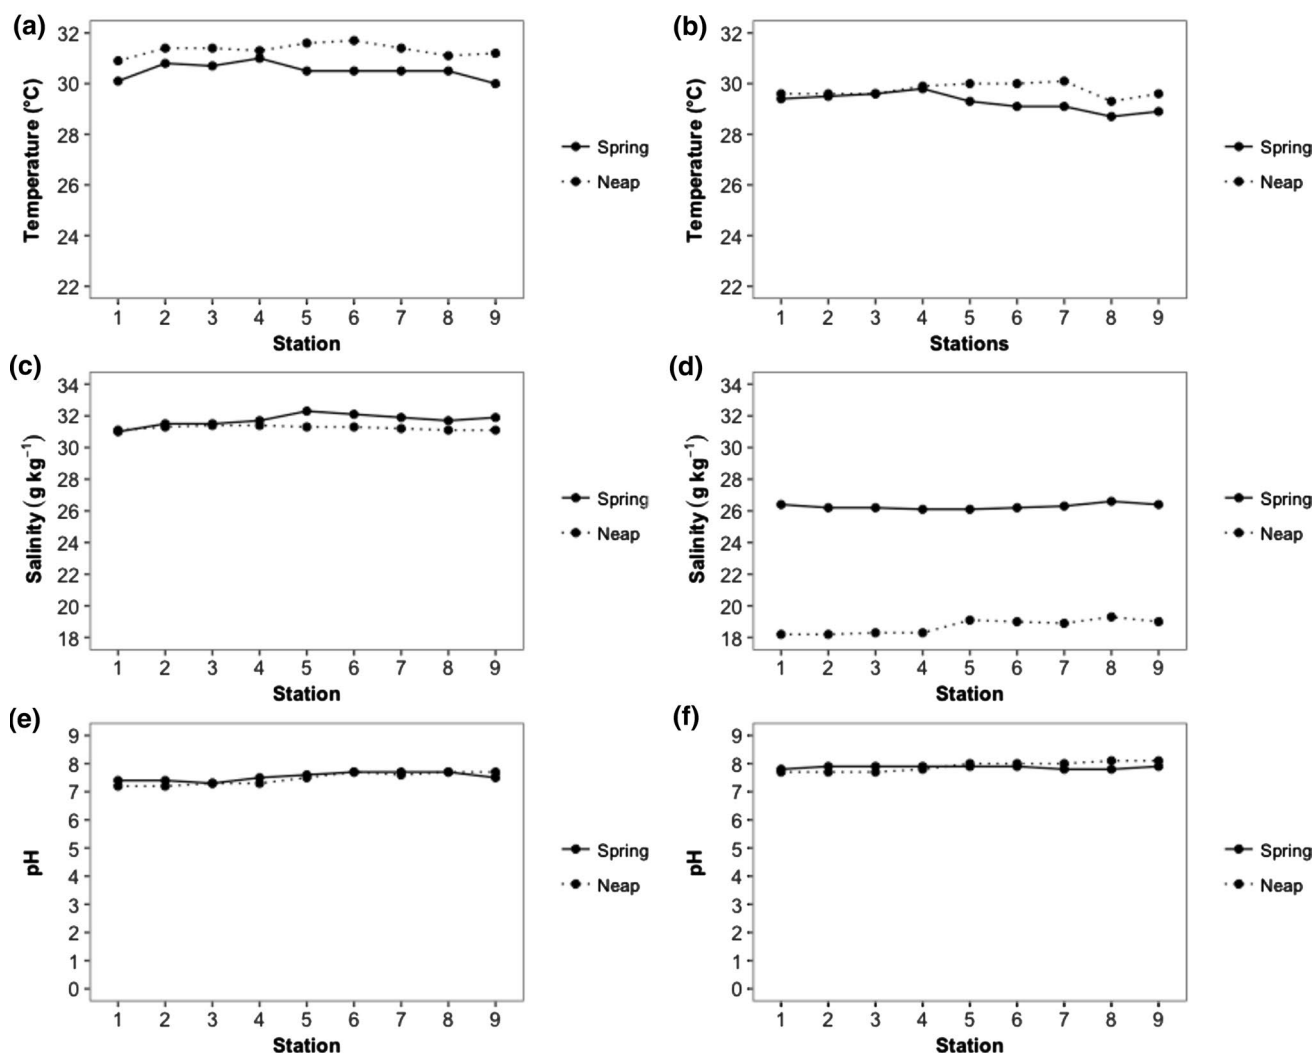 (a)
32
30
28
26
24
22
Temperature (°C)
1 2 3 4 5 6 7 8 9
Station
Spring
Neap
(b)
32
30
28
26
24
22
Temperature (°C)
1 2 3 4 5 6 7 8 9
Stations
Spring
Neap
(c)
34
32
30
28
26
24
22
20
18
Salinity (g kg⁻¹)
1 2 3 4 5 6 7 8 9
Station
Spring
Neap
(d)
34
32
30
28
26
24
22
20
18
Salinity (g kg⁻¹)
1 2 3 4 5 6 7 8 9
Station
Spring
Neap
(e)
9
8
7
6
5
4
3
2
1
0
pH
1 2 3 4 5 6 7 8 9
Station
Spring
Neap
(f)
9
8
7
6
5
4
3
2
1
0
pH
1 2 3 4 5 6 7 8 9
Station
Spring
Neap